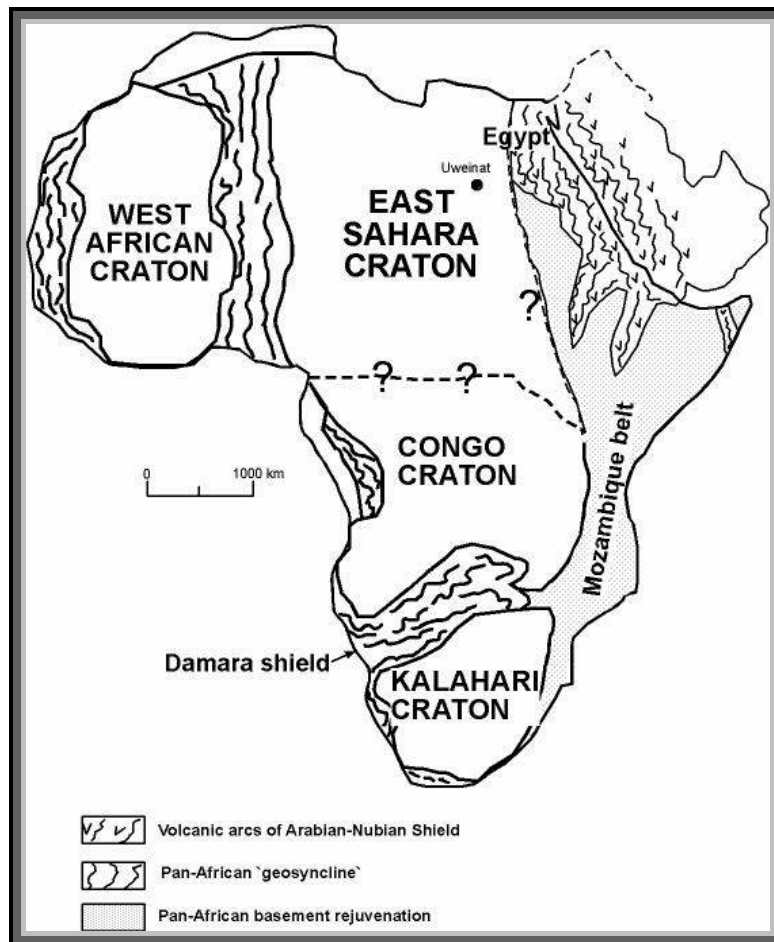 Egypt
Uweinat
WEST
AFRICAN
CRATON
EAST
SAHARA
CRATON
?
? ?
CONGO
CRATON
0 1000 km
Mozambique belt
Damara shield
KALAHARI
CRATON
Volcanic arcs of Arabian-Nubian Shield
Pan-African `geosyncline`
Pan-African basement rejuvenation